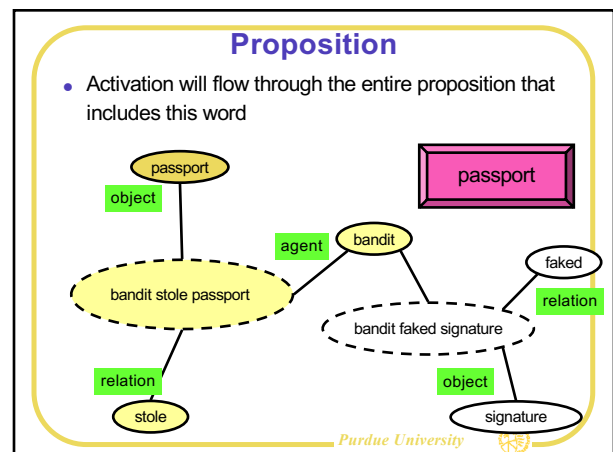 Proposition
• Activation will flow through the entire proposition that
includes this word
passport
passport
object
agent
bandit
faked
bandit stole passport
relation
bandit faked signature
relation
object
stole
signature
Purdue University